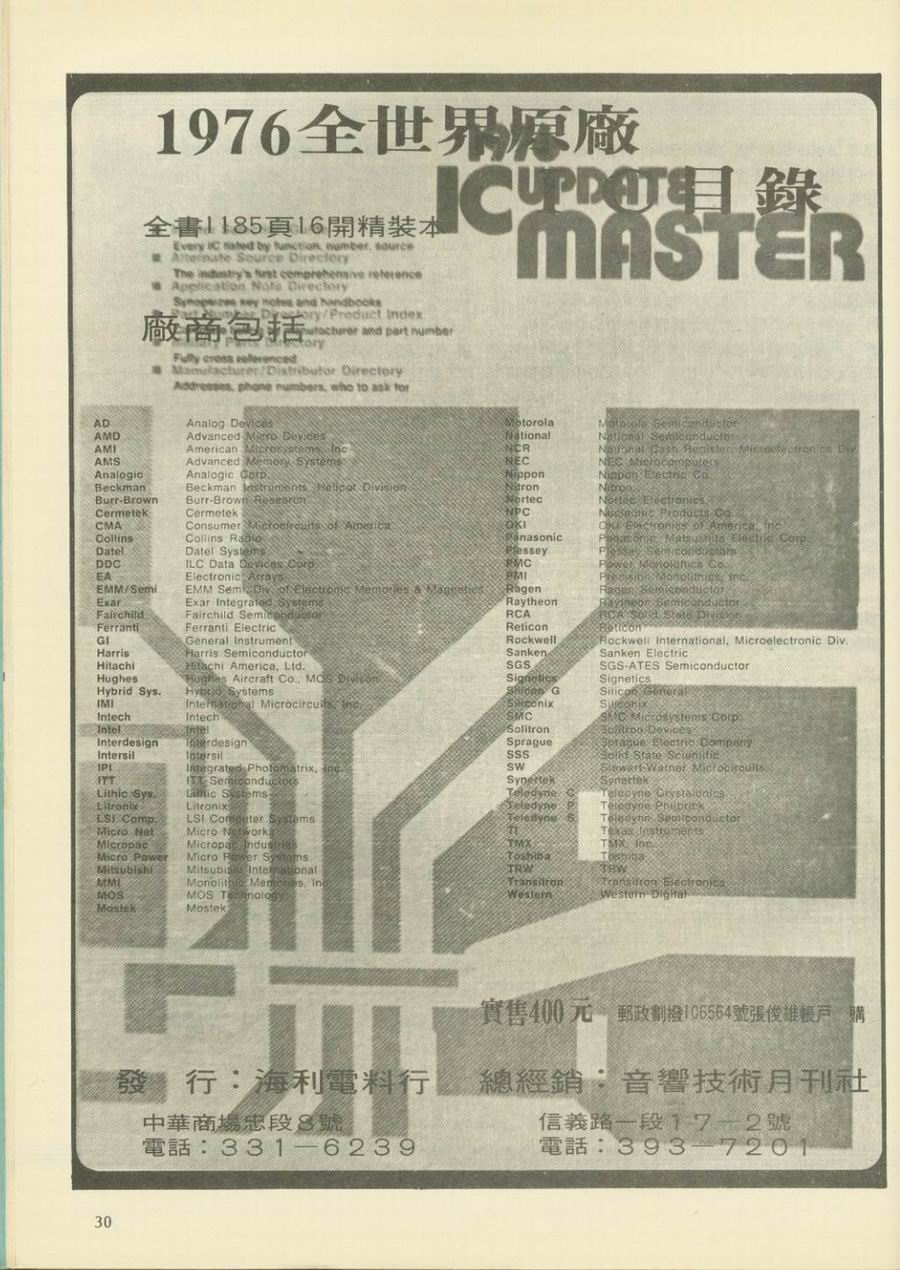 1976全世界原廠
IC目錄
1976
IC UPDATE
MASTER
全書1185頁16開精裝本
Every IC listed by function, number, source
■ Alternate Source Directory
The industry's first comprehensive reference
■ Application Note Directory
Synopsizes key notes and handbooks
■ Part Number Directory/Product Index
廠商包括
manufacturer and part number
■ Military Parts Directory
Fully cross referenced
■ Manufacturer/Distributor Directory
Addresses, phone numbers, who to ask for
AD Analog Devices
AMD Advanced Micro Devices
AMI American Microsystems, Inc.
AMS Advanced Memory Systems
Analogic Analogic Corp.
Beckman Beckman Instruments, Helipot Division
Burr-Brown Burr-Brown Research
Cermetek Cermetek
CMA Consumer Microcircuits of America
Collins Collins Radio
Datel Datel Systems
DDC ILC Data Devices Corp.
EA Electronic Arrays
EMM/Semi EMM Semi, Div. of Electronic Memories & Magnetics
Exar Exar Integrated Systems
Fairchild Fairchild Semiconductor
Ferranti Ferranti Electric
GI General Instrument
Harris Harris Semiconductor
Hitachi Hitachi America, Ltd.
Hughes Hughes Aircraft Co., MOS Divison
Hybrid Sys. Hybrid Systems
IMI International Microcircuits, Inc.
Intech Intech
Intel Intel
Interdesign Interdesign
Intersil Intersil
IPI Integrated Photomatrix, Inc.
ITT ITT Semiconductors
Lithic Sys. Lithic Systems
Litronix Litronix
LSI Comp. LSI Computer Systems
Micro Net Micro Networks
Micropac Micropac Industries
Micro Power Micro Power Systems
Mitsubishi Mitsubishi International
MMI Monolithic Memories, Inc.
MOS MOS Technology
Mostek Mostek
Motorola Motorola Semiconductor
National National Semiconductor
NCR National Cash Register, Microelectronics Div.
NEC NEC Microcomputers
Nippon Nippon Electric Co.
Nitron Nitron
Nortec Nortec Electronics
NPC Nucleonic Products Co.
OKI OKI Electronics of America, Inc.
Panasonic Panasonic, Matsushita Electric Corp.
Plessey Plessey Semiconductors
PMC Power Monolithics Co.
PMI Precision Monolithics, Inc.
Ragen Ragen Semiconductor
Raytheon Raytheon Semiconductor
RCA RCA Solid State Division
Reticon Reticon
Rockwell Rockwell International, Microelectronic Div.
Sanken Sanken Electric
SGS SGS-ATES Semiconductor
Signetics Signetics
Silicon G Silicon General
Siliconix Siliconix
SMC SMC Microsystems Corp.
Solitron Solitron Devices
Sprague Sprague Electric Company
SSS Solid State Scientific
SW Stewart-Warner Microcircuits
Synertek Synertek
Teledyne C Teledyne Crystalonics
Teledyne P Teledyne Philbrick
Teledyne S Teledyne Semiconductor
TI Texas Instruments
TMX TMX, Inc.
Toshiba Toshiba
TRW TRW
Transitron Transitron Electronics
Western Western Digital
實售400元 郵政劃撥106564號張俊雄帳戶 購
發 行：海利電料行
中華商場忠段8號
電話：331—6239
總經銷：音響技術月刊社
信義路一段17—2號
電話：393—7201
30